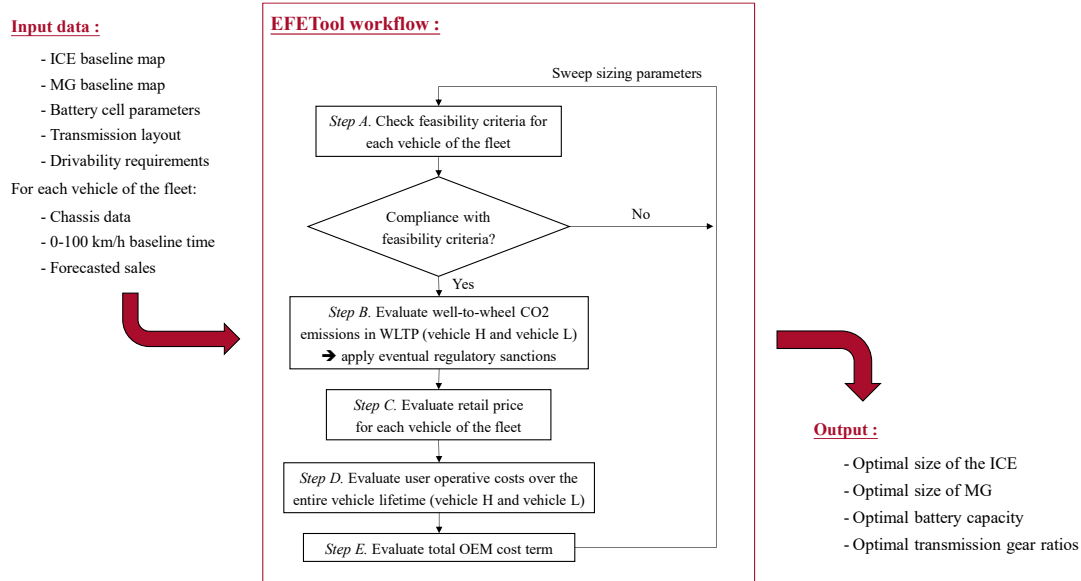 Input data :
- ICE baseline map
- MG baseline map
- Battery cell parameters
- Transmission layout
- Drivability requirements
For each vehicle of the fleet:
- Chassis data
- 0-100 km/h baseline time
- Forecasted sales
EFETool workflow :
Sweep sizing parameters
Step A. Check feasibility criteria for
each vehicle of the fleet
Compliance with
feasibility criteria?
No
Yes
Step B. Evaluate well-to-wheel CO2
emissions in WLTP (vehicle H and vehicle L)
➔ apply eventual regulatory sanctions
Step C. Evaluate retail price
for each vehicle of the fleet
Step D. Evaluate user operative costs over the
entire vehicle lifetime (vehicle H and vehicle L)
Step E. Evaluate total OEM cost term
Output :
- Optimal size of the ICE
- Optimal size of MG
- Optimal battery capacity
- Optimal transmission gear ratios